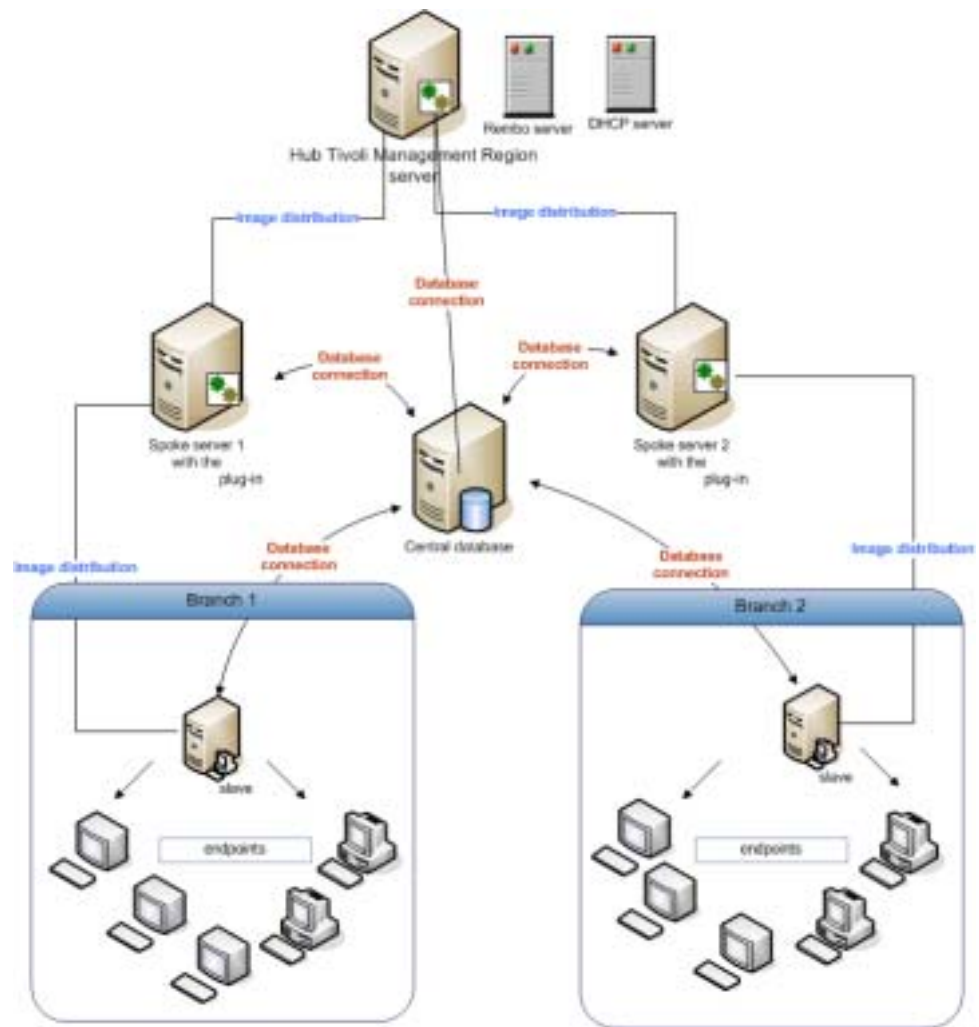 Rembo server
DHCP server
Hub Tivoli Management Region
server
Image distribution
Image distribution
Database
connection
Database
connection
Database
connection
Spoke server 1
with the
plug-in
Spoke server 2
with the
plug-in
Central database
Database
connection
Database
connection
Image distribution
Image distribution
Branch 1
Branch 2
slave
slave
endpoints
endpoints